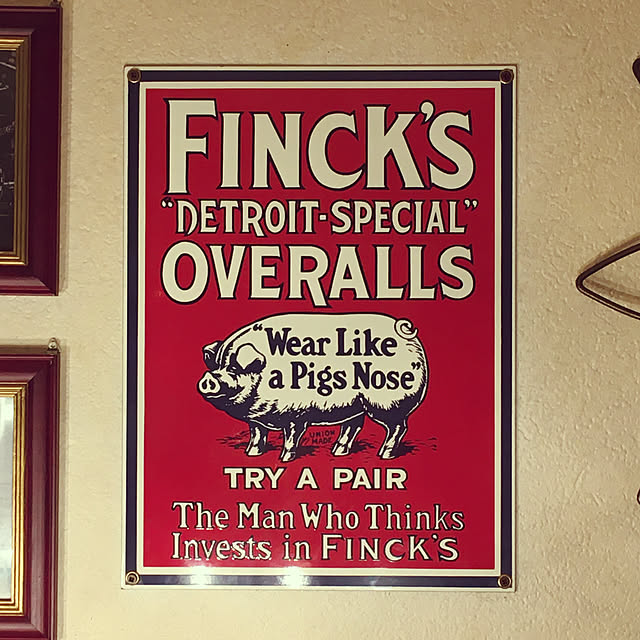 FINCK'S
"DETROIT-SPECIAL"
OVERALLS
"Wear Like
a Pigs Nose"
UNION
MADE
TRY A PAIR
The Man Who Thinks
Invests in FINCK'S